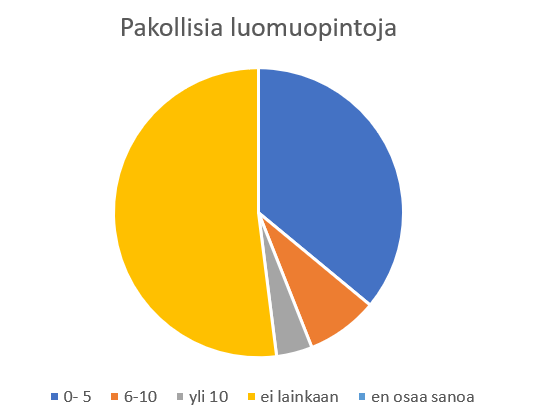 Pakollisia luomuopintoja
0- 5 6-10 yli 10 ei lainkaan en osaa sanoa